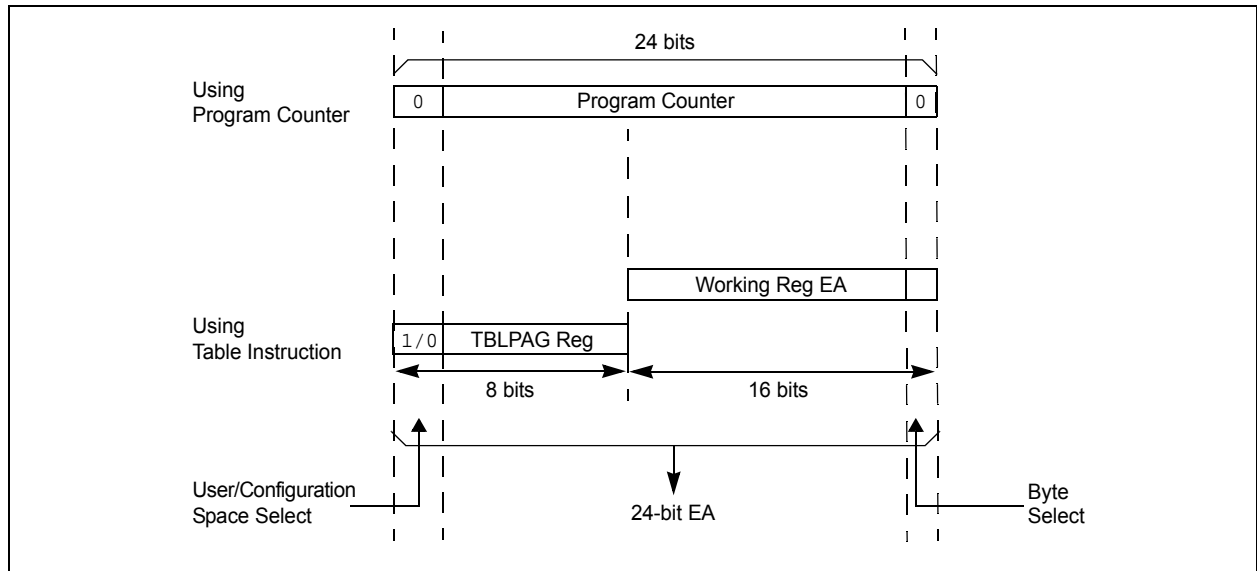 24 bits
Using
Program Counter
0
Program Counter
0
Working Reg EA
Using
Table Instruction
1/0
TBLPAG Reg
8 bits
16 bits
User/Configuration
Space Select
24-bit EA
Byte
Select